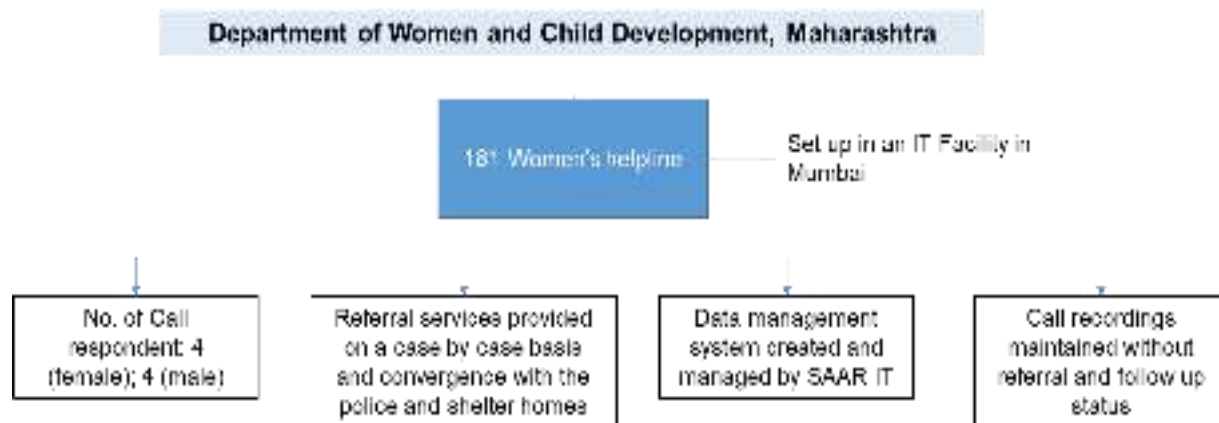 Department of Women and Child Development, Maharashtra
181 Women's helpline
Set up in an IT Facility in
Mumbai
No. of Call
respondent: 4
(female); 4 (male)
Referral services provided
on a case by case basis
and convergence with the
police and shelter homes
Data management
system created and
managed by SAAR IT
Call recordings
maintained without
referral and follow up
status